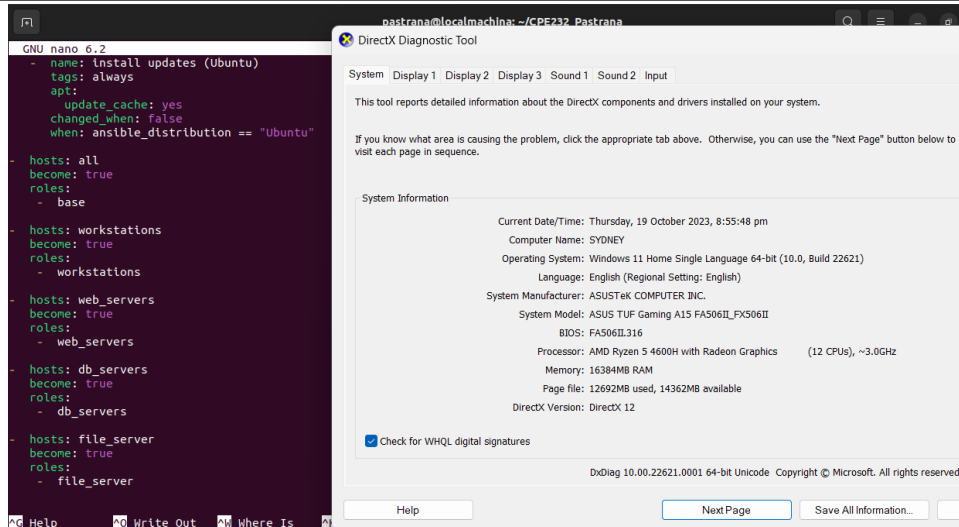 pastrana@localmachina: ~/CPE232_Pastrana
GNU nano 6.2
- name: install updates (Ubuntu)
tags: always
apt:
update_cache: yes
changed_when: false
when: ansible_distribution == "Ubuntu"
- hosts: all
become: true
roles:
- base
- hosts: workstations
become: true
roles:
- workstations
- hosts: web_servers
become: true
roles:
- web_servers
- hosts: db_servers
become: true
roles:
- db_servers
- hosts: file_server
become: true
roles:
- file_server
^G Help ^O Write Out ^W Where Is
DirectX Diagnostic Tool
System Display 1 Display 2 Display 3 Sound 1 Sound 2 Input
This tool reports detailed information about the DirectX components and drivers installed on your system.
If you know what area is causing the problem, click the appropriate tab above. Otherwise, you can use the "Next Page" button below to
visit each page in sequence.
System Information
Current Date/Time: Thursday, 19 October 2023, 8:55:48 pm
Computer Name: SYDNEY
Operating System: Windows 11 Home Single Language 64-bit (10.0, Build 22621)
Language: English (Regional Setting: English)
System Manufacturer: ASUSTeK COMPUTER INC.
System Model: ASUS TUF Gaming A15 FA506II_FX506II
BIOS: FA506II.316
Processor: AMD Ryzen 5 4600H with Radeon Graphics (12 CPUs), ~3.0GHz
Memory: 16384MB RAM
Page file: 12692MB used, 14362MB available
DirectX Version: DirectX 12
Check for WHQL digital signatures
DxDiag 10.00.22621.0001 64-bit Unicode Copyright © Microsoft. All rights reserved
Help Next Page Save All Information...